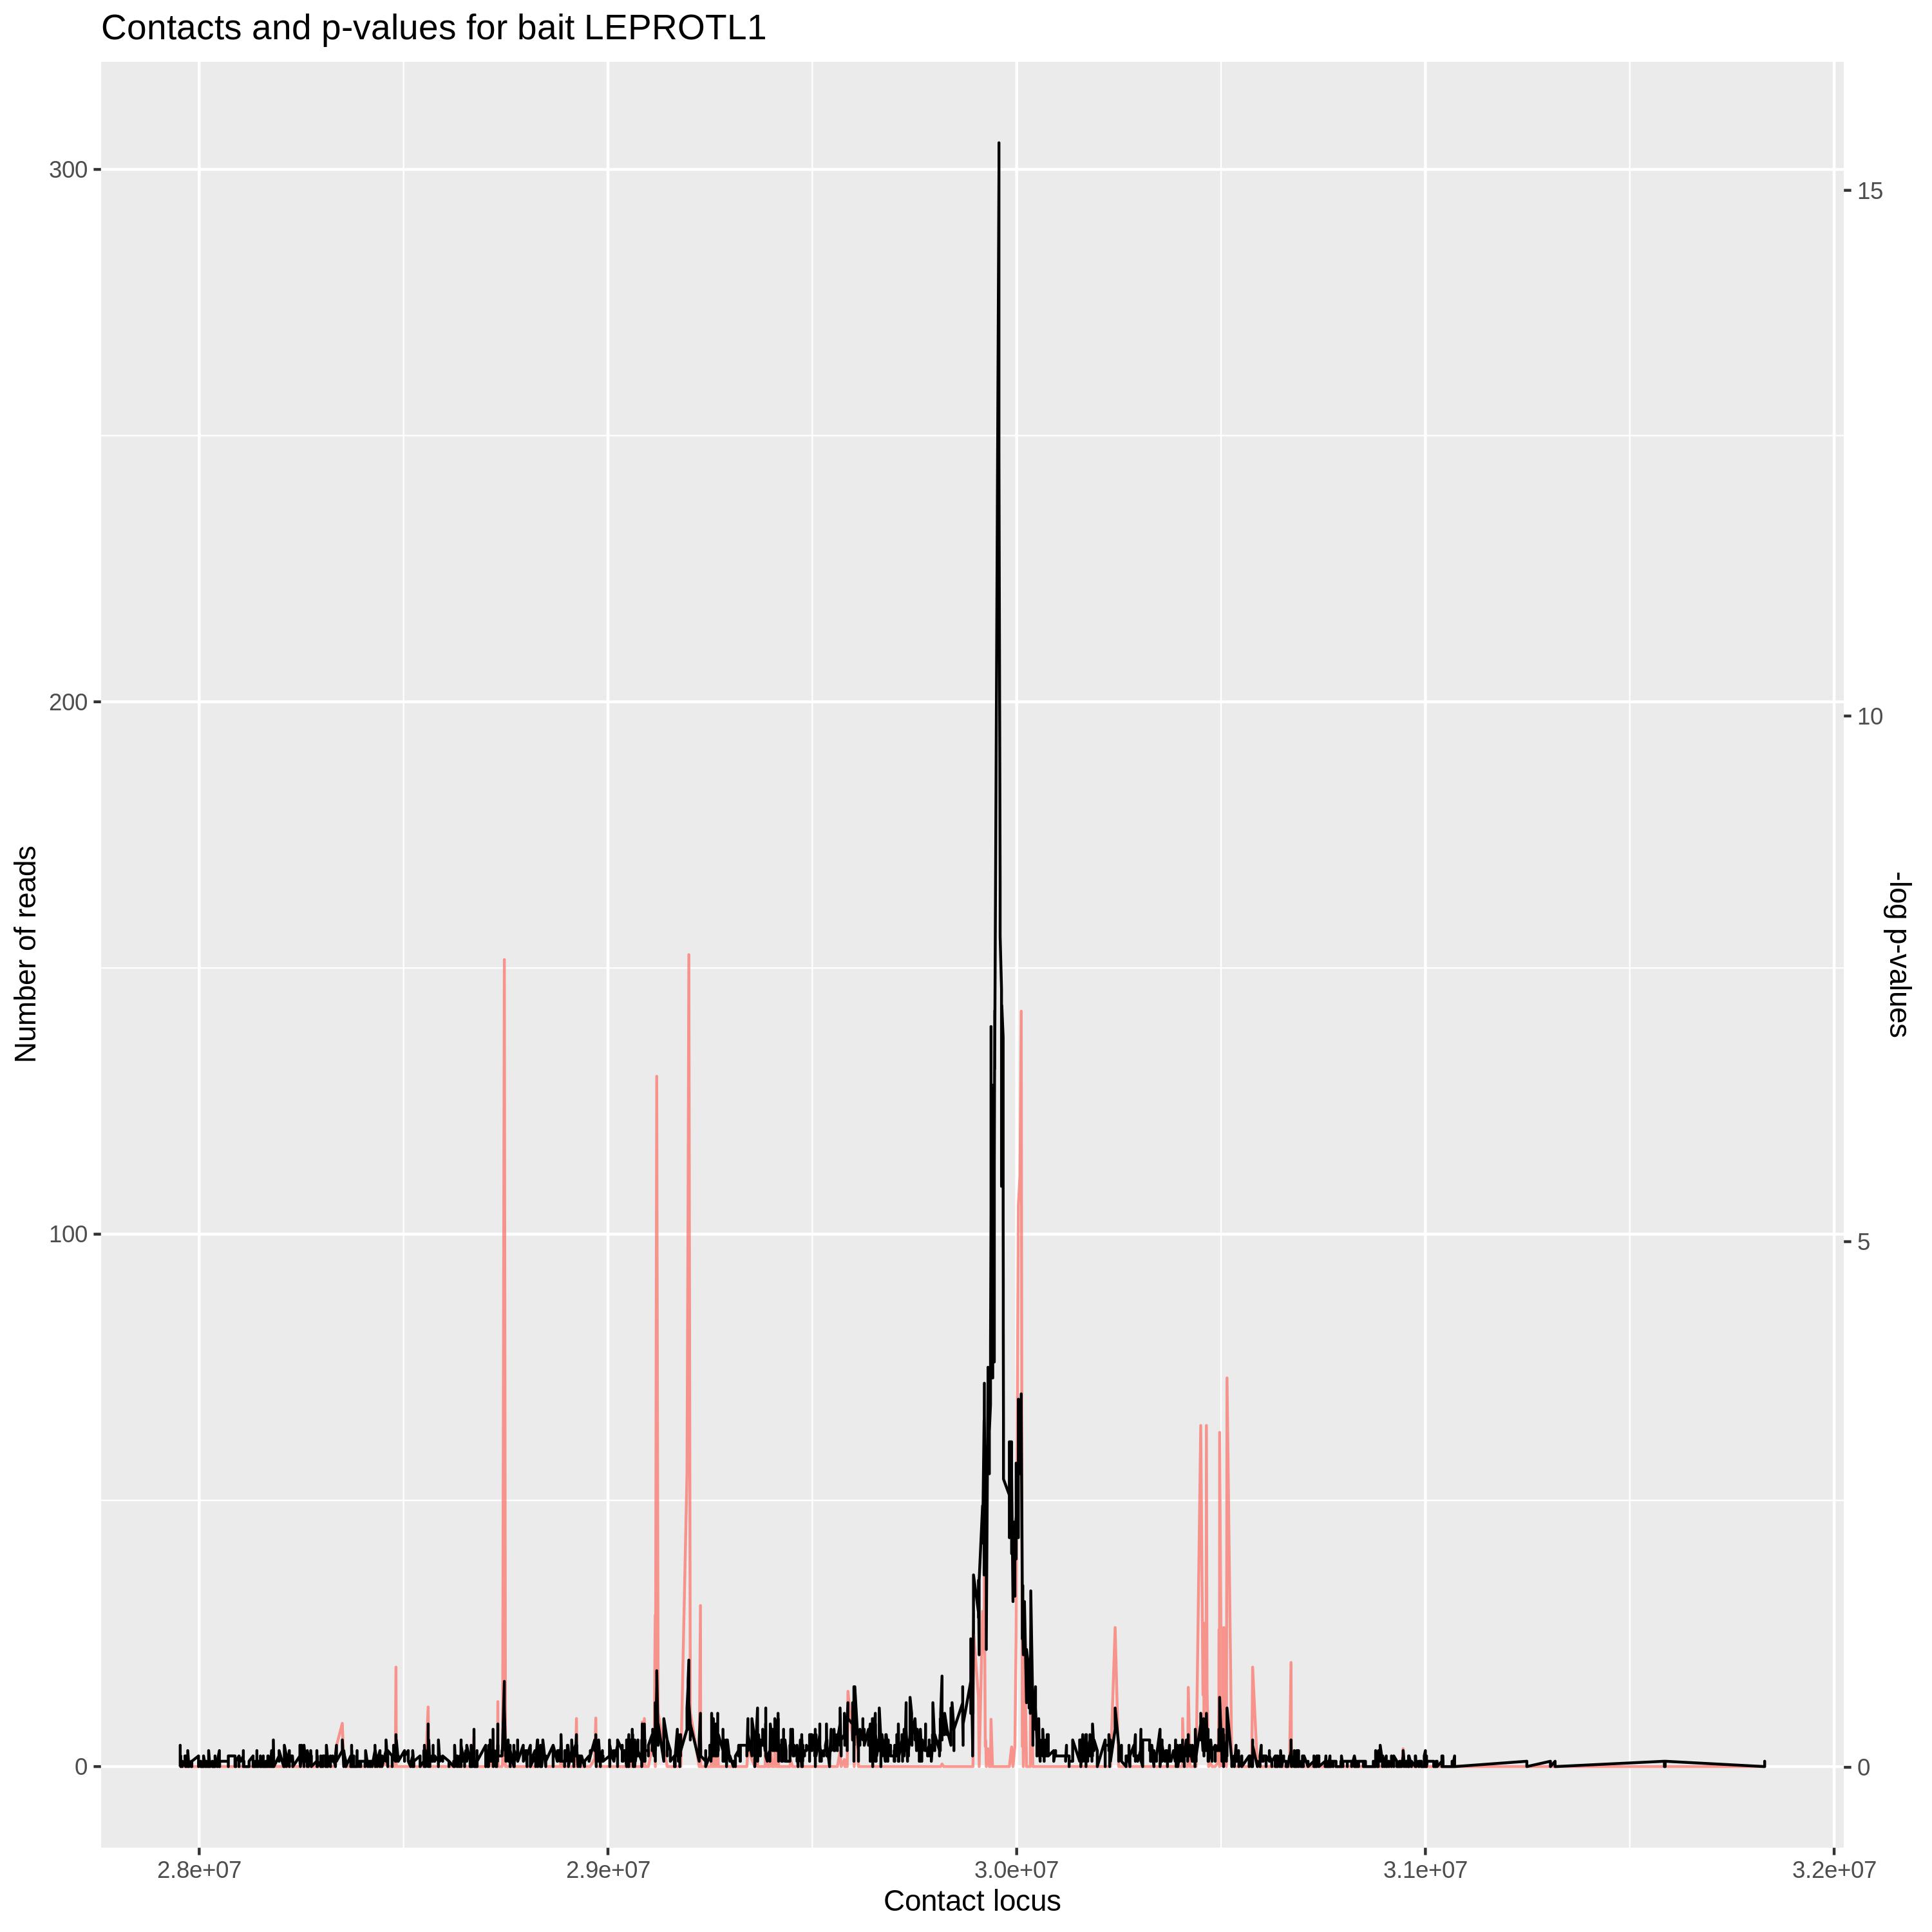 Contacts and p-values for bait LEPROTL1
300
200
100
0
Number of reads
15
10
5
0
-log p-values
2.8e+07 2.9e+07 3.0e+07 3.1e+07 3.2e+07
Contact locus